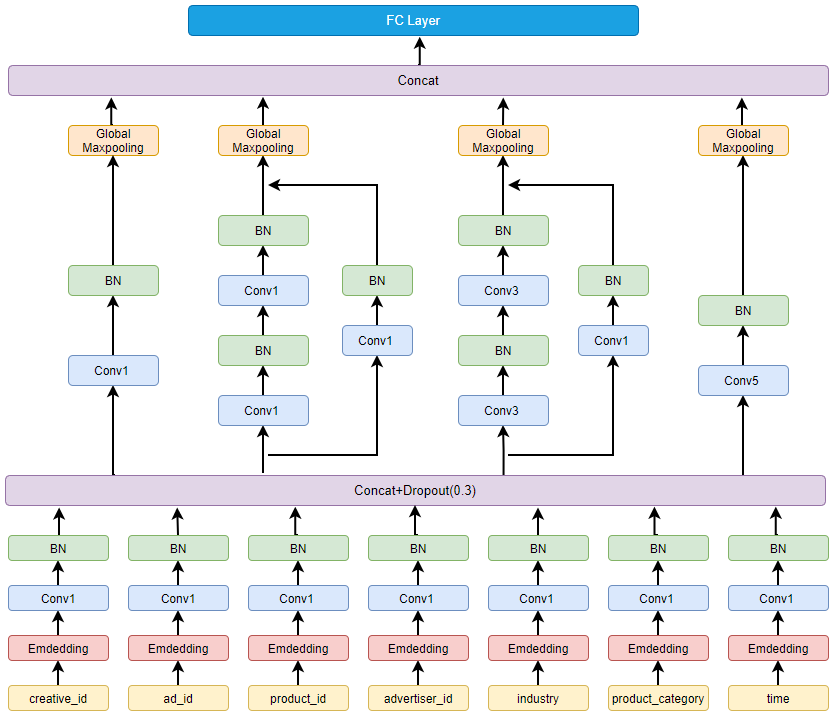 FC Layer
Concat
Global
Maxpooling
Global
Maxpooling
Global
Maxpooling
Global
Maxpooling
BN
BN
BN
BN
BN
Conv1
Conv3
BN
Conv1
Conv1
BN
BN
Conv1
Conv5
Conv1
Conv3
Concat+Dropout(0.3)
BN
BN
BN
BN
BN
BN
BN
Conv1
Conv1
Conv1
Conv1
Conv1
Conv1
Conv1
Emdedding
Emdedding
Emdedding
Emdedding
Emdedding
Emdedding
Emdedding
creative_id
ad_id
product_id
advertiser_id
industry
product_category
time